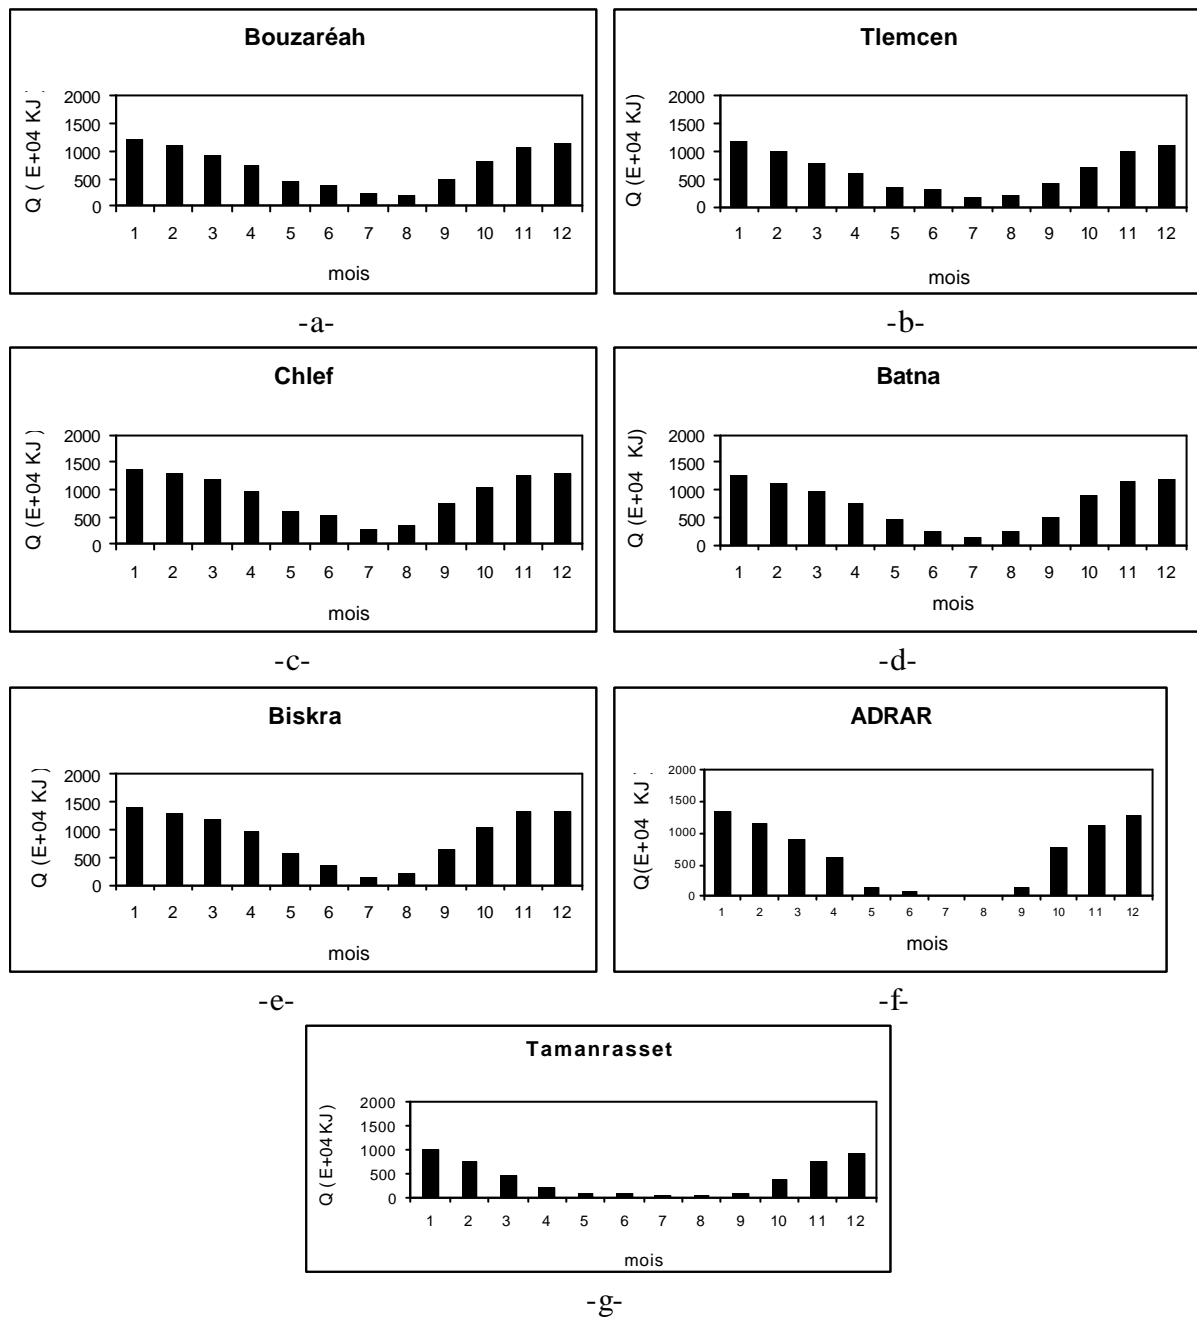 Bouzaréah
Q ( E+04 KJ )
2000
1500
1000
500
0
1 2 3 4 5 6 7 8 9 10 11 12
mois
-a-
Tlemcen
Q (E+04 KJ)
2000
1500
1000
500
0
1 2 3 4 5 6 7 8 9 10 11 12
mois
-b-
Chlef
Q (E+04 KJ )
2000
1500
1000
500
0
1 2 3 4 5 6 7 8 9 10 11 12
mois
-c-
Batna
Q (E+04 KJ)
2000
1500
1000
500
0
1 2 3 4 5 6 7 8 9 10 11 12
mois
-d-
Biskra
Q (E+04 KJ )
2000
1500
1000
500
0
1 2 3 4 5 6 7 8 9 10 11 12
mois
-e-
ADRAR
Q(E+04 KJ )
2000
1500
1000
500
0
1 2 3 4 5 6 7 8 9 10 11 12
mois
-f-
Tamanrasset
Q ( E+04 KJ )
2000
1500
1000
500
0
1 2 3 4 5 6 7 8 9 10 11 12
mois
-g-